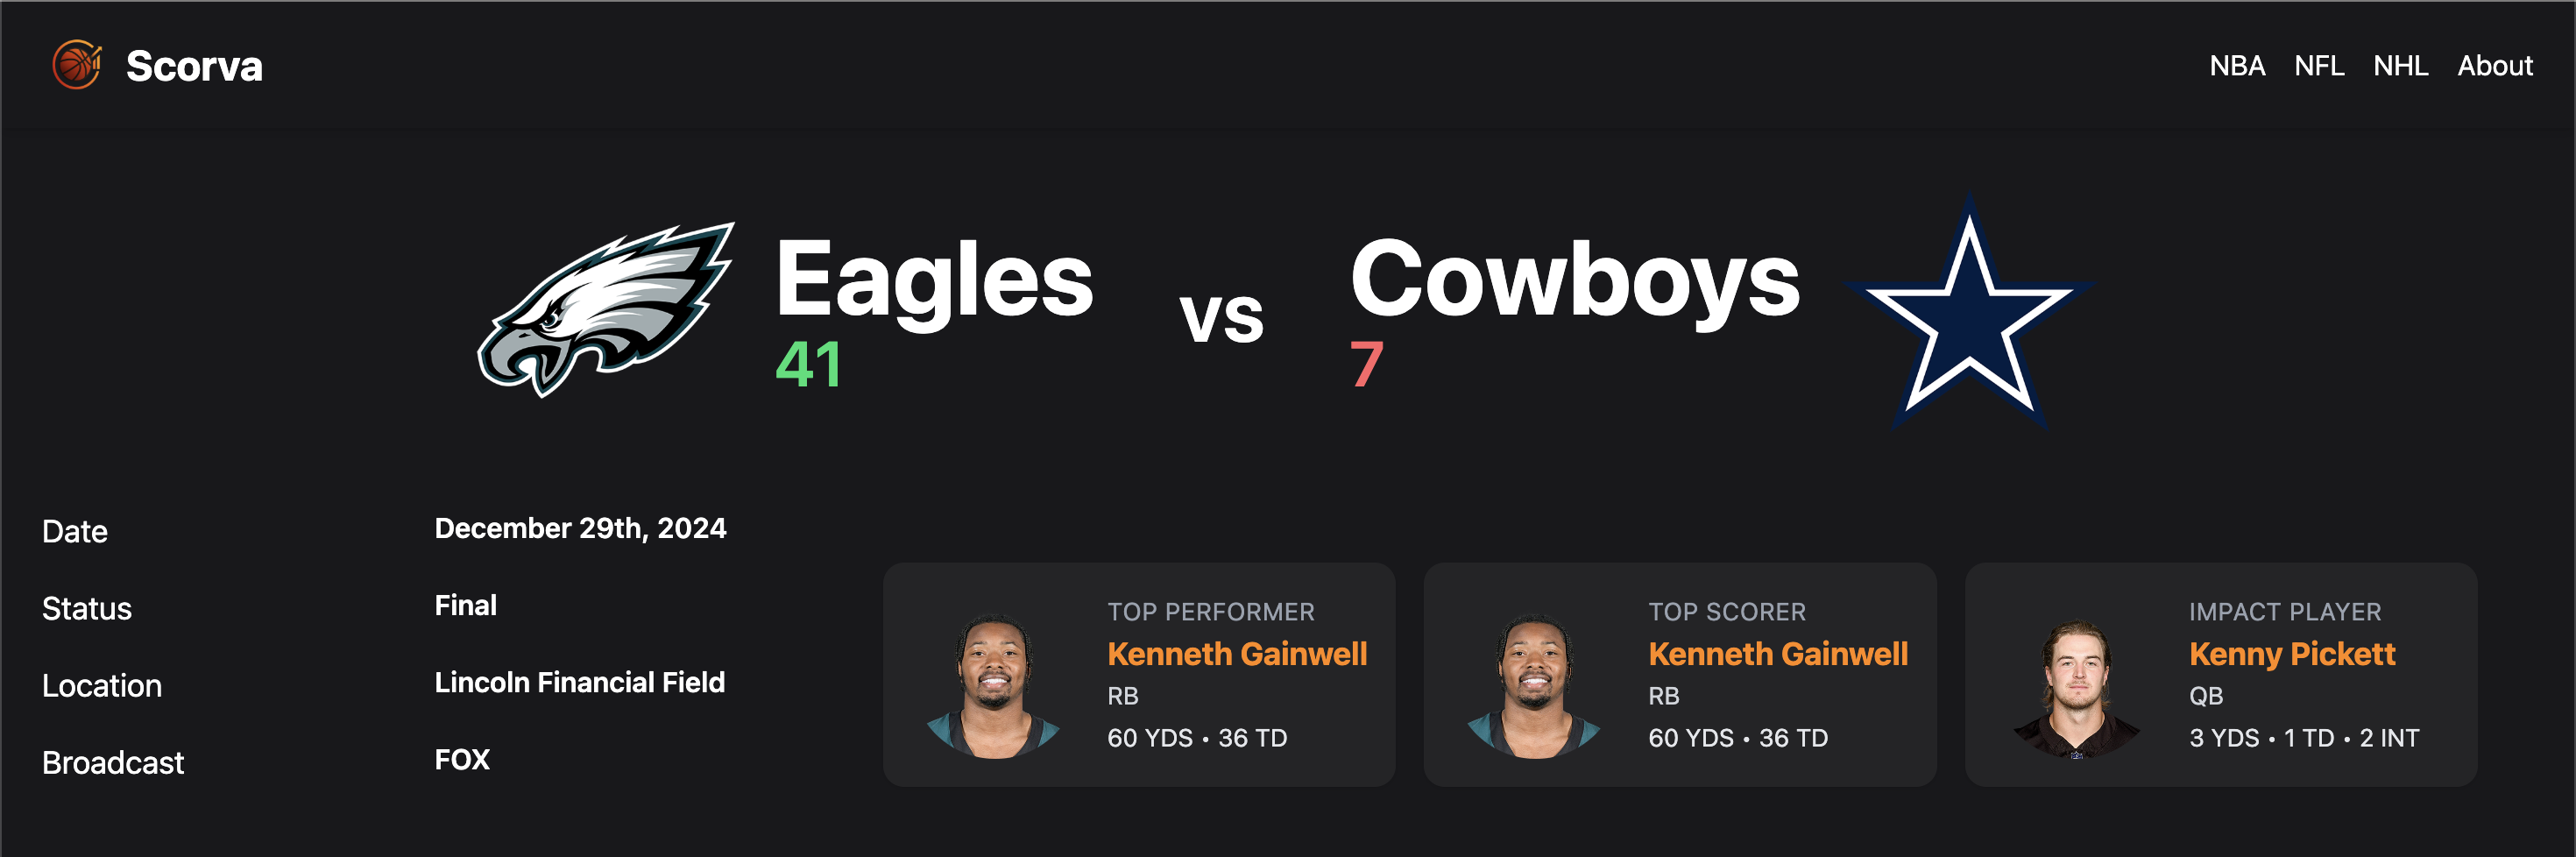 Scorva
NBA NFL NHL About
Eagles
41
vs
Cowboys
7
Date December 29th, 2024
Status Final
Location Lincoln Financial Field
Broadcast FOX
TOP PERFORMER
Kenneth Gainwell
RB
60 YDS • 36 TD
TOP SCORER
Kenneth Gainwell
RB
60 YDS • 36 TD
IMPACT PLAYER
Kenny Pickett
QB
3 YDS • 1 TD • 2 INT